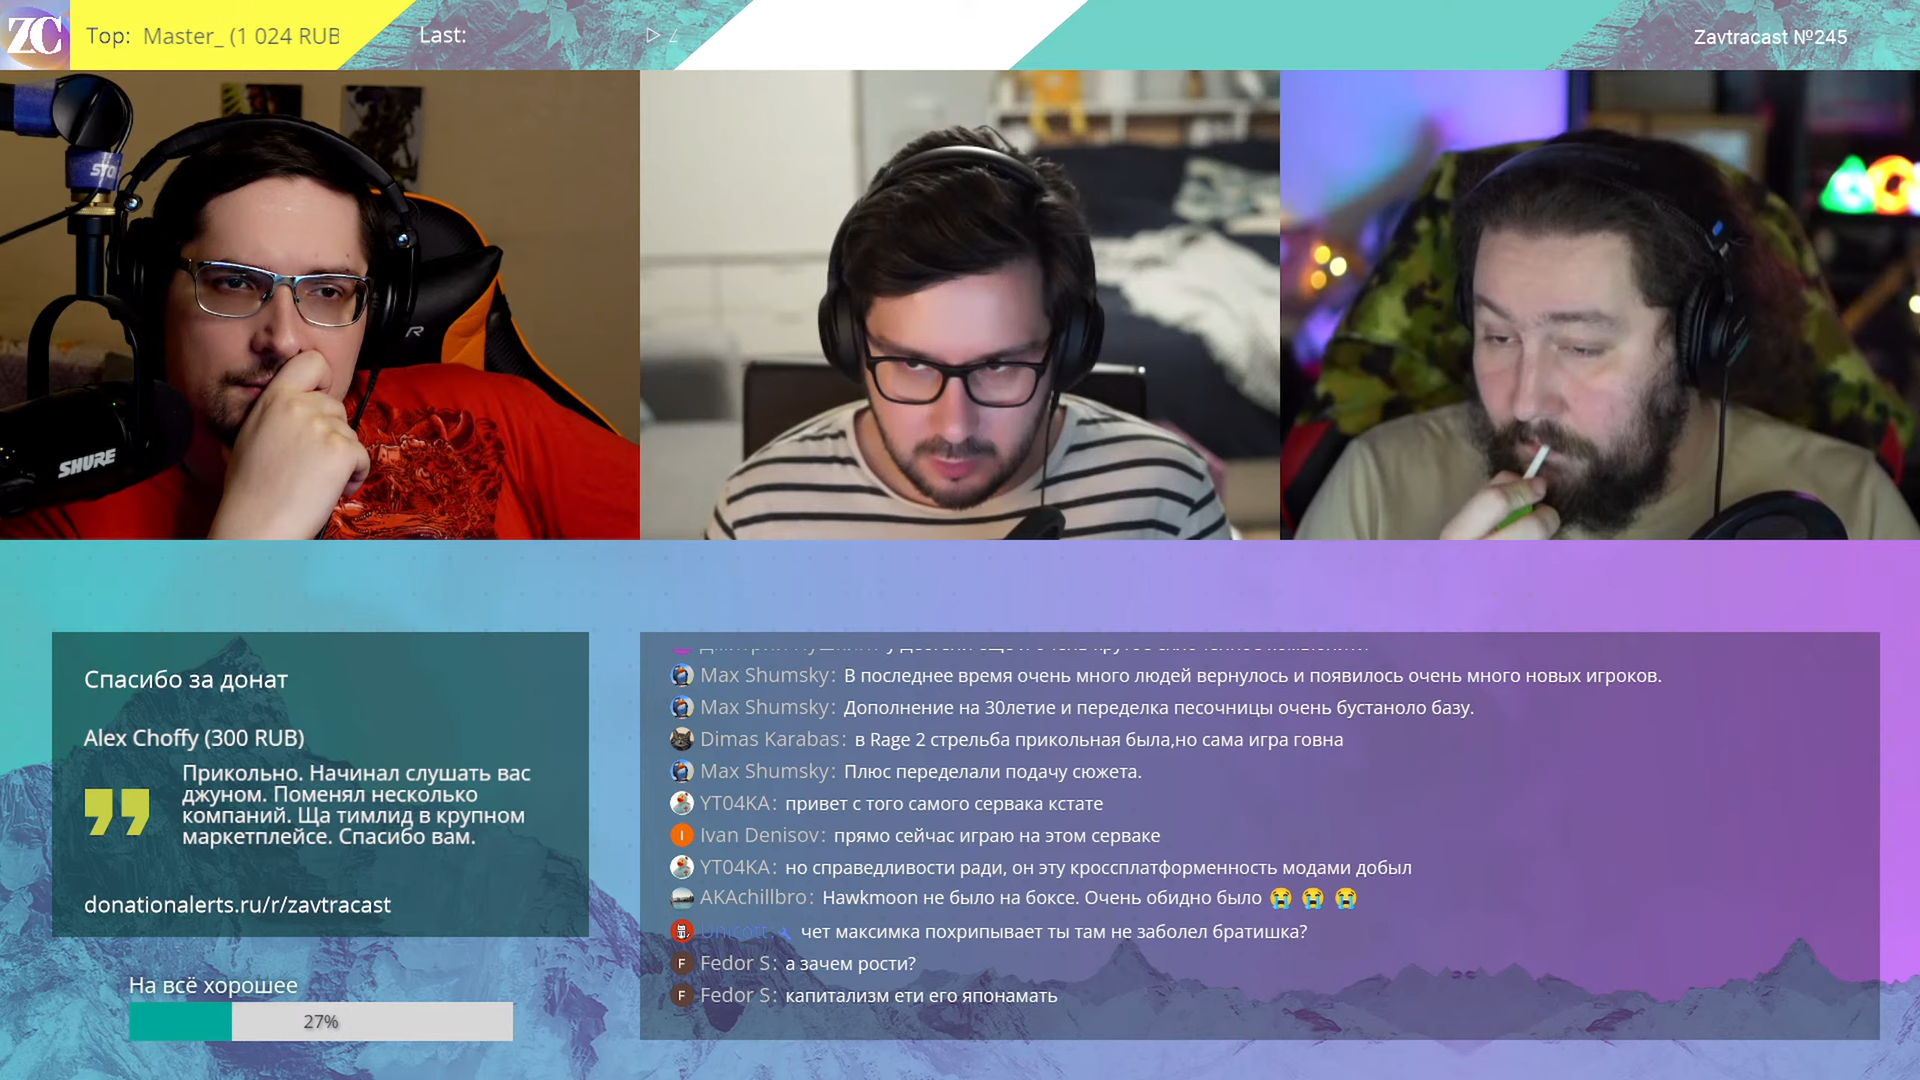 ZC
Top: Master_ (1 024 RUB
Last:
Zavtracast №245
STO
SHURE
R
Спасибо за донат
Alex Choffy (300 RUB)
Прикольно. Начинал слушать вас
джуном. Поменял несколько
компаний. Ща тимлид в крупном
маркетплейсе. Спасибо вам.
donationalerts.ru/r/zavtracast
На всё хорошее
27%
Max Shumsky: В последнее время очень много людей вернулось и появилось очень много новых игроков.
Max Shumsky: Дополнение на 30летие и переделка песочницы очень бустаноло базу.
Dimas Karabas: в Rage 2 стрельба прикольная была,но сама игра говна
Max Shumsky: Плюс переделали подачу сюжета.
YT04KA: привет с того самого сервака кстате
I Ivan Denisov: прямо сейчас играю на этом серваке
YT04KA: но справедливости ради, он эту кроссплатформенность модами добыл
AKAchillbro: Hawkmoon не было на боксе. Очень обидно было 😭 😭 😭
чет максимка похрипывает ты там не заболел братишка?
F Fedor S: а зачем рости?
F Fedor S: капитализм ети его японамать